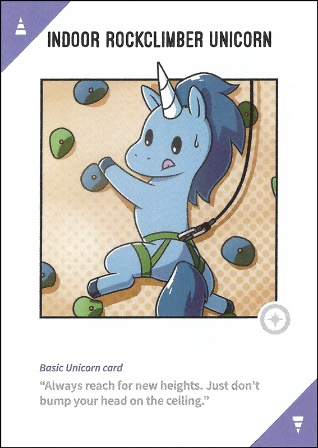 INDOOR ROCKCLIMBER UNICORN
Basic Unicorn card
“Always reach for new heights. Just don’t
bump your head on the ceiling.”